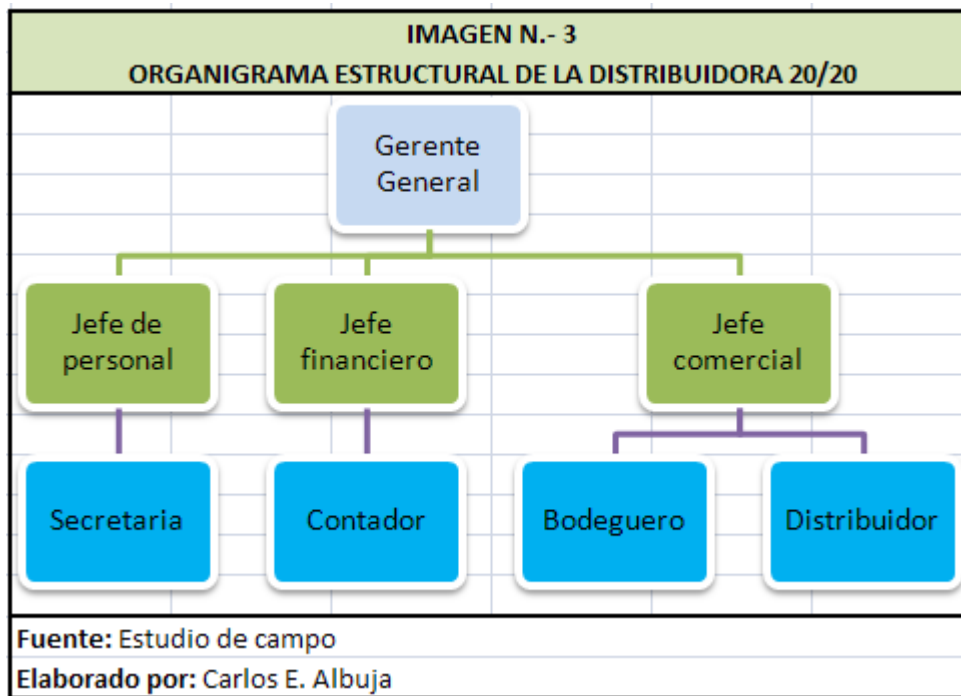 IMAGEN N.- 3
ORGANIGRAMA ESTRUCTURAL DE LA DISTRIBUIDORA 20/20
Gerente
General
Jefe de
personal
Jefe
financiero
Jefe
comercial
Secretaria
Contador
Bodeguero
Distribuidor
Fuente: Estudio de campo
Elaborado por: Carlos E. Albuja